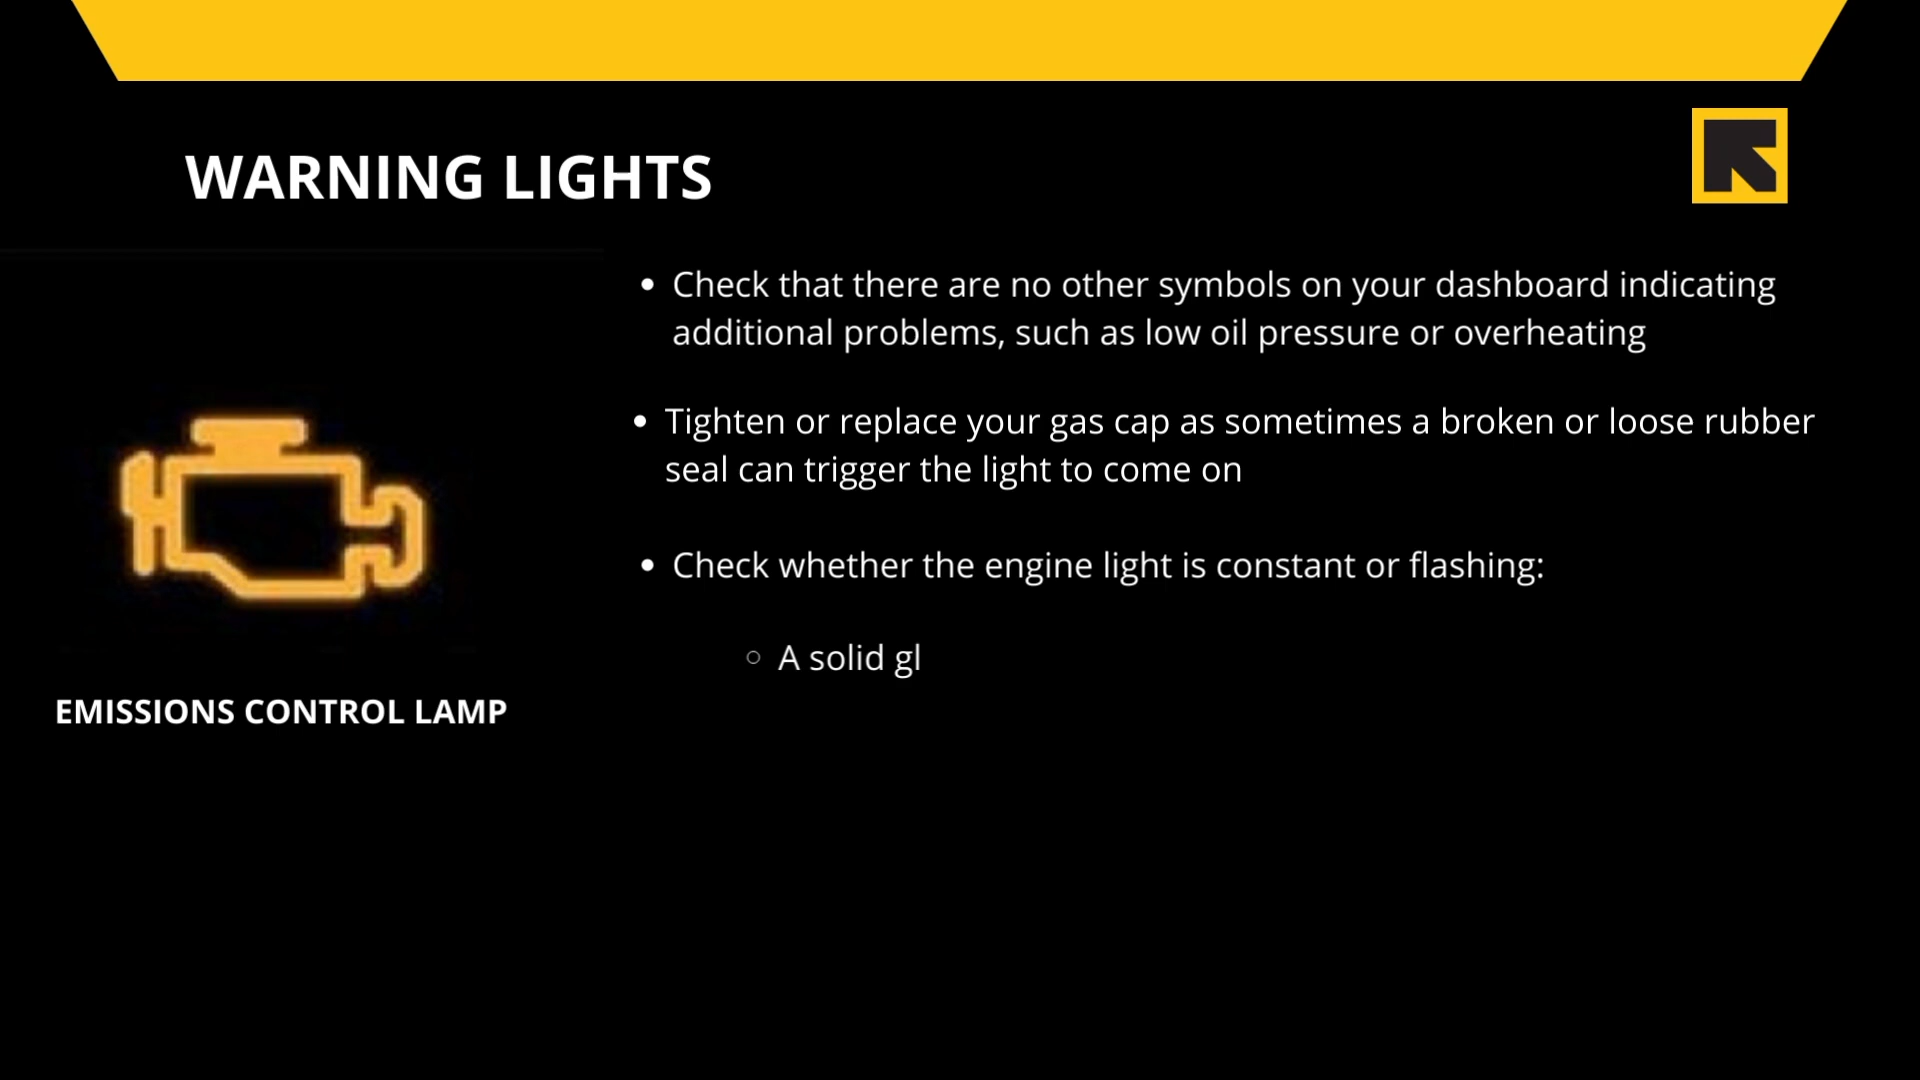 WARNING LIGHTS
• Check that there are no other symbols on your dashboard indicating
additional problems, such as low oil pressure or overheating
• Tighten or replace your gas cap as sometimes a broken or loose rubber
seal can trigger the light to come on
• Check whether the engine light is constant or flashing:
○ A solid gl
EMISSIONS CONTROL LAMP